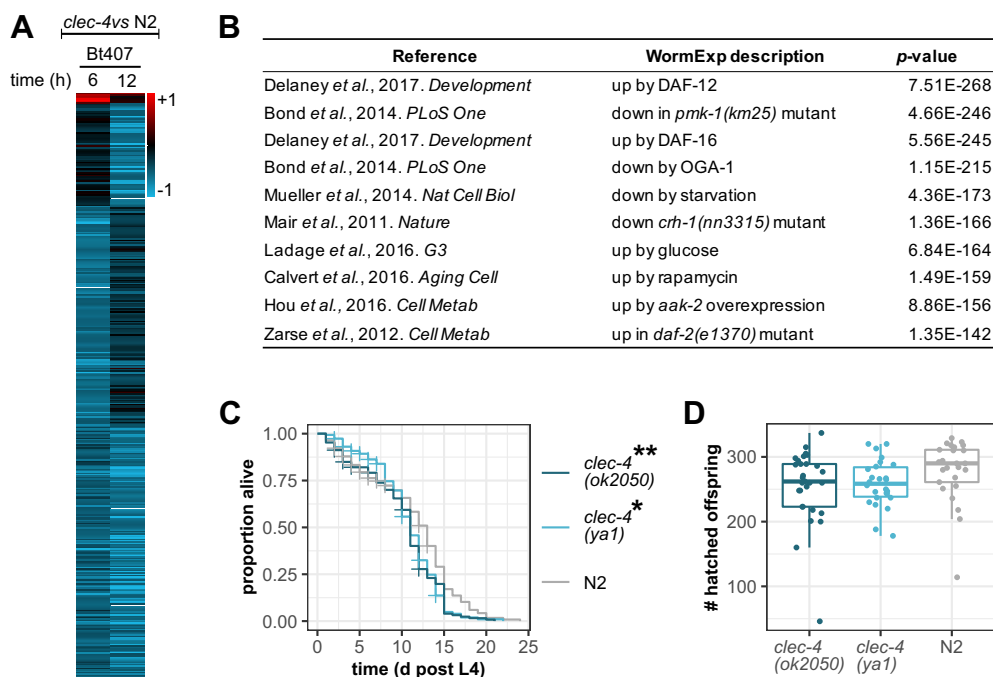 A
clec-4vs N2
Bt407
time (h) 6 12
+1
-1
B
Reference WormExp description p-value
Delaney et al., 2017. Development up by DAF-12 7.51E-268
Bond et al., 2014. PLoS One down in pmk-1(km25) mutant 4.66E-246
Delaney et al., 2017. Development up by DAF-16 5.56E-245
Bond et al., 2014. PLoS One down by OGA-1 1.15E-215
Mueller et al., 2014. Nat Cell Biol down by starvation 4.36E-173
Mair et al., 2011. Nature down crh-1(nn3315) mutant 1.36E-166
Ladage et al., 2016. G3 up by glucose 6.84E-164
Calvert et al., 2016. Aging Cell up by rapamycin 1.49E-159
Hou et al., 2016. Cell Metab up by aak-2 overexpression 8.86E-156
Zarse et al., 2012. Cell Metab up in daf-2(e1370) mutant 1.35E-142
C
proportion alive
1.00
0.75
0.50
0.25
0.00
0 5 10 15 20 25
time (d post L4)
clec-4**
(ok2050)
clec-4*
(ya1)
N2
D
# hatched offspring
300
200
100
clec-4 clec-4 N2
(ok2050) (ya1)